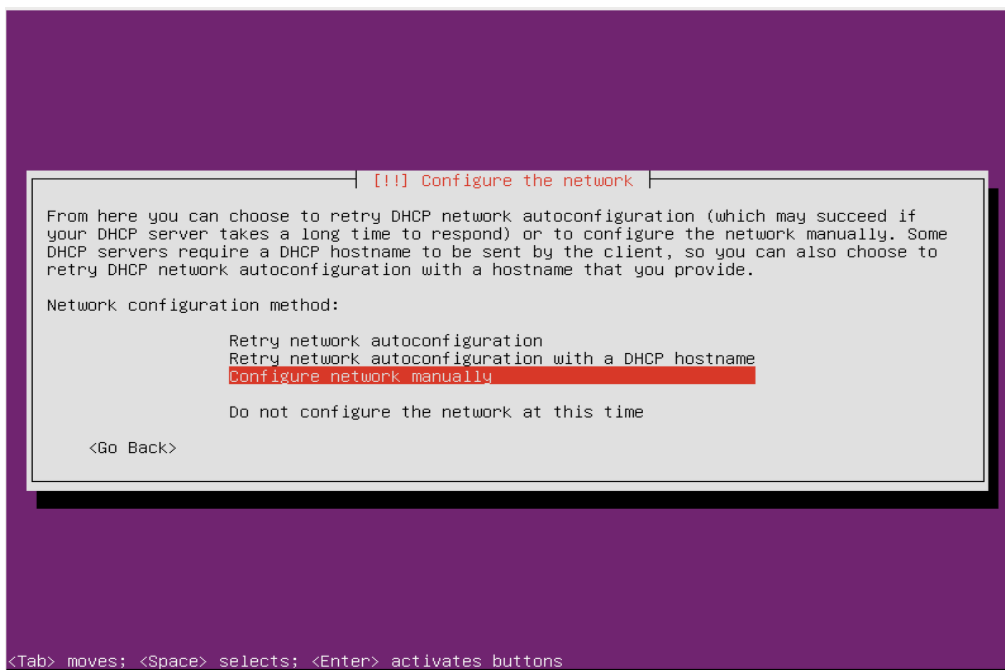 [!!] Configure the network
From here you can choose to retry DHCP network autoconfiguration (which may succeed if
your DHCP server takes a long time to respond) or to configure the network manually. Some
DHCP servers require a DHCP hostname to be sent by the client, so you can also choose to
retry DHCP network autoconfiguration with a hostname that you provide.
Network configuration method:
Retry network autoconfiguration
Retry network autoconfiguration with a DHCP hostname
Configure network manually
Do not configure the network at this time
<Go Back>
<Tab> moves; <Space> selects; <Enter> activates buttons